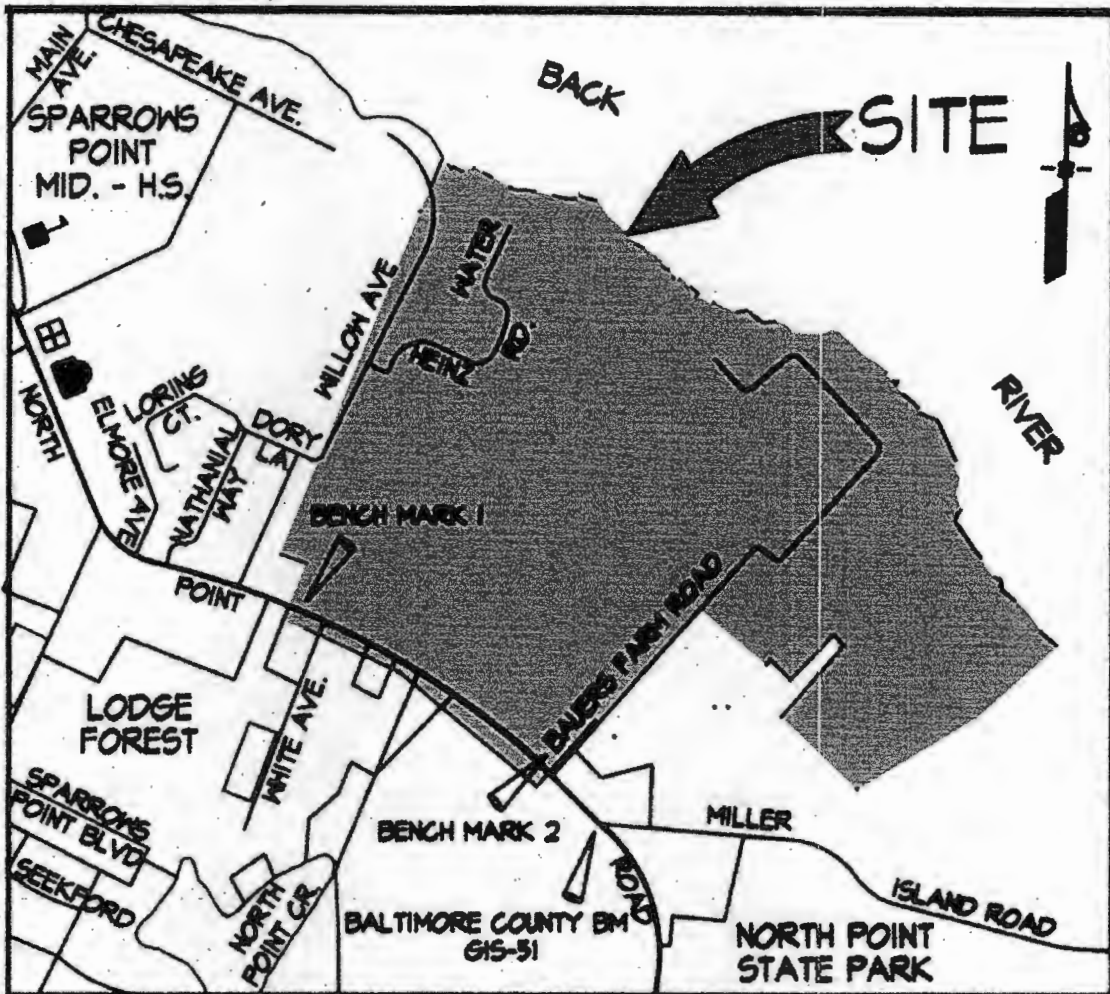 MAIN
AVE.
CHESAPEAKE AVE.
BACK
SITE
SPARROWS
POINT
MID. - H.S.
WATER
WILLOW AVE
HEINZ
RD.
RIVER
NORTH
ELMORE AVE
LORING
CT.
DORY
LA
NATHANIAL
WAY
BENCH MARK 1
POINT
BAUERS FARM ROAD
LODGE
FOREST
WHITE AVE.
SPARROWS
POINT BLVD
SEEKFORD
BENCH MARK 2
MILLER
ROAD
NORTH
POINT CR.
BALTIMORE COUNTY BM
GIS-51
ISLAND ROAD
NORTH POINT
STATE PARK